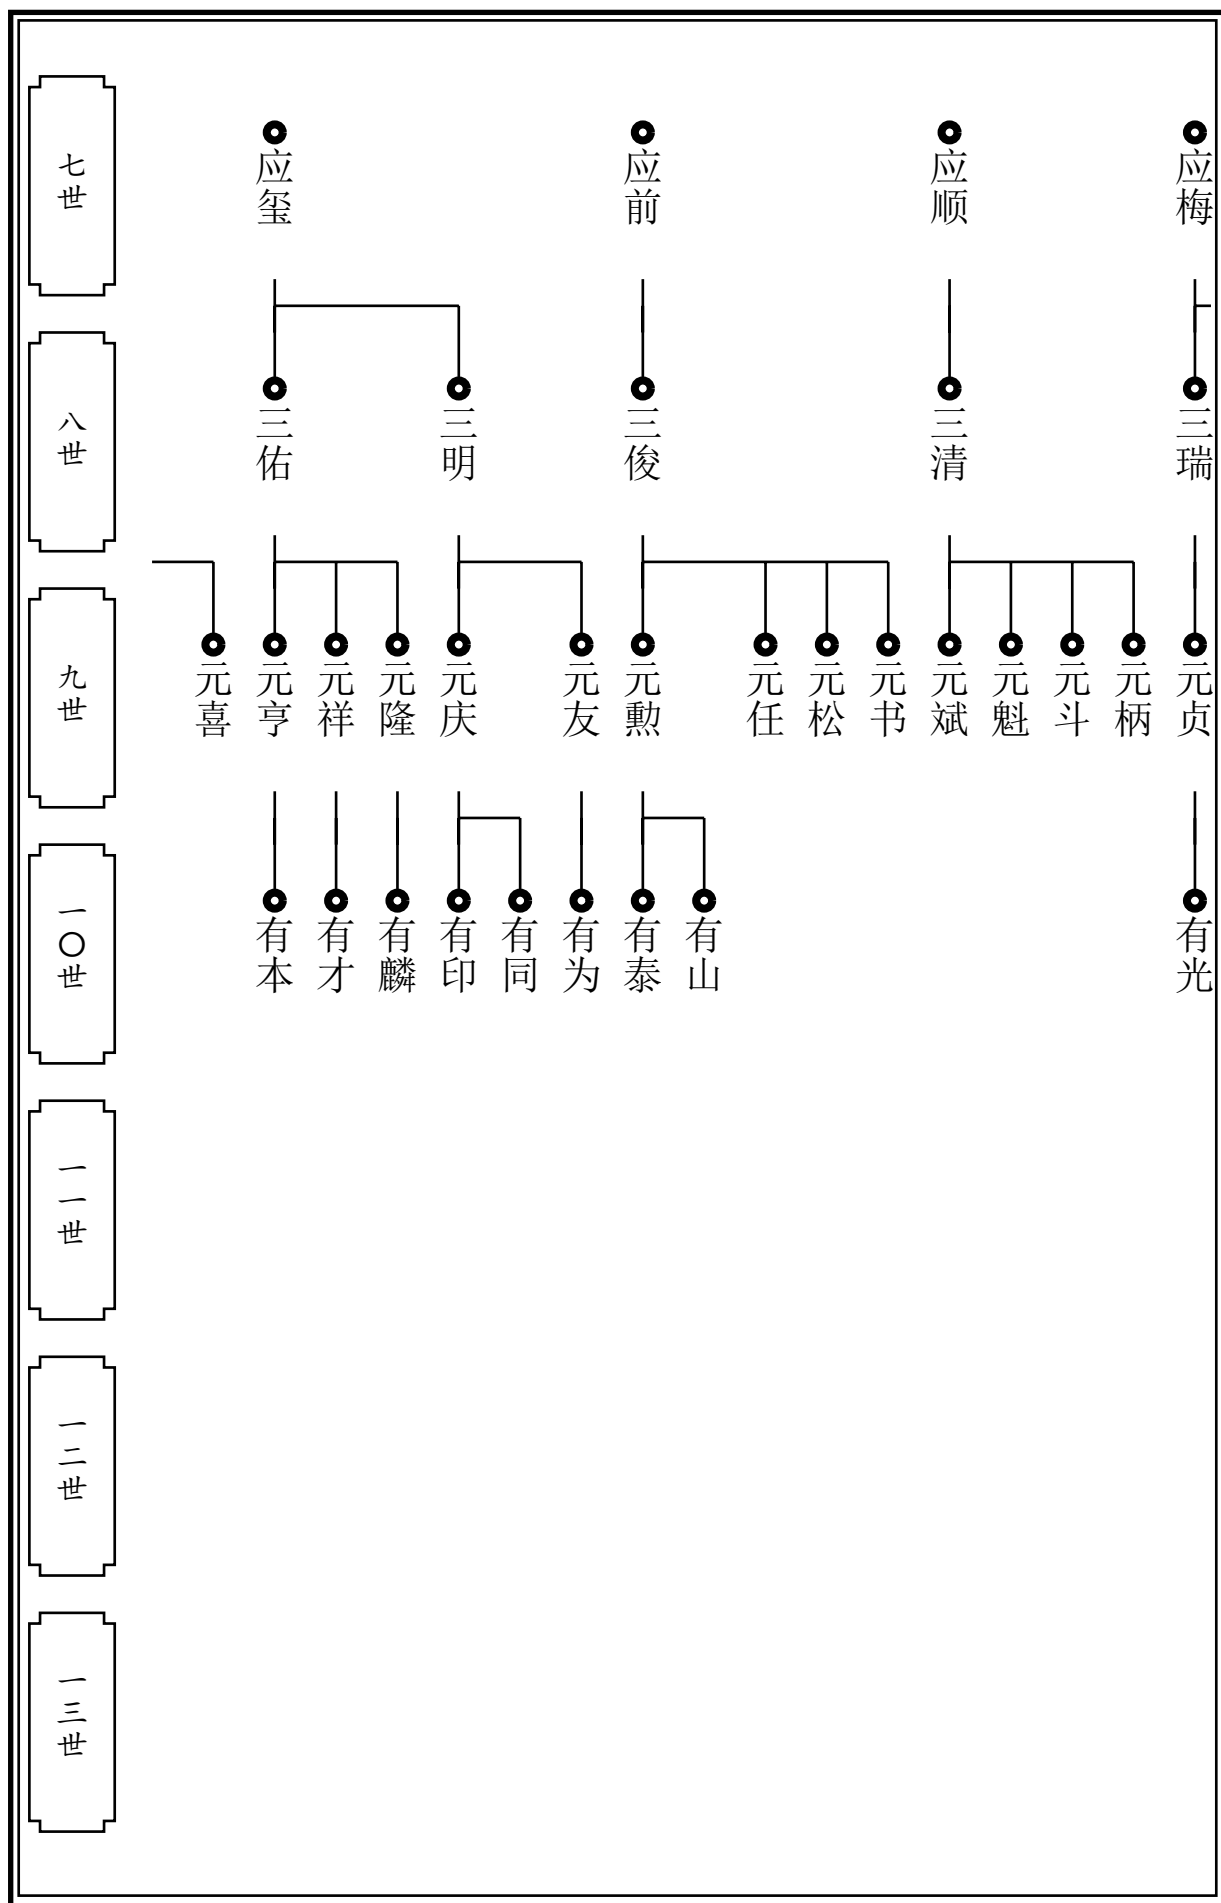 七世
应玺
应前
应顺
应梅
八世
三佑
三明
三俊
三清
三瑞
九世
元喜
元亨
元祥
元隆
元庆
元友
元勲
元任
元松
元书
元斌
元魁
元斗
元柄
元贞
一〇世
有本
有才
有麟
有印
有同
有为
有泰
有山
有光
一一世
一二世
一三世